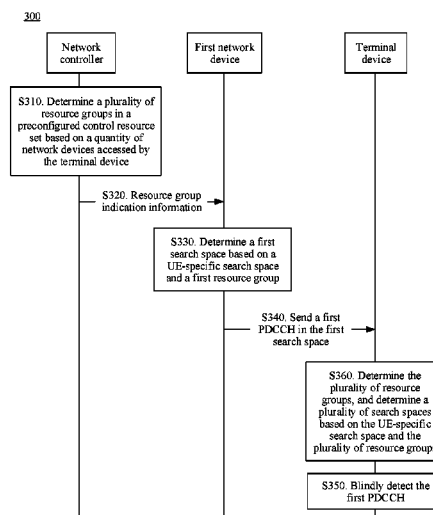 300
Network
controller
First network
device
Terminal
device
S310. Determine a plurality of
resource groups in a
preconfigured control resource
set based on a quantity of
network devices accessed by
the terminal device
S320. Resource group
indication information
S330. Determine a first
search space based on a
UE-specific search space
and a first resource group
S340. Send a first
PDCCH in the first
search space
S360. Determine the
plurality of resource
groups, and determine a
plurality of search spaces
based on the UE-specific
search space and the
plurality of resource group
S350. Blindly detect the
first PDCCH